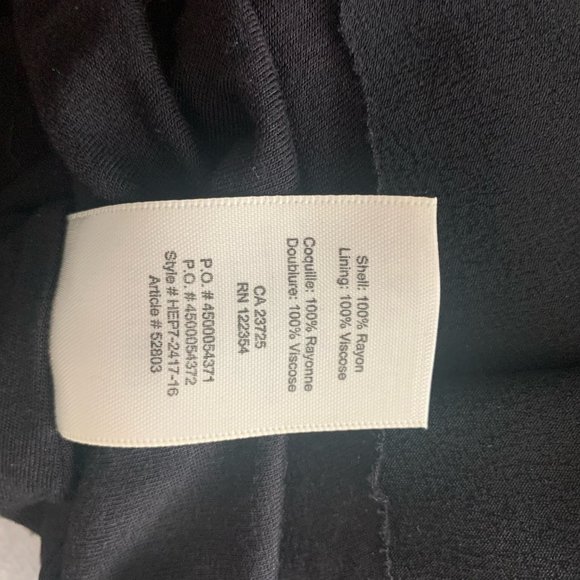 Shell: 100% Rayon
Lining: 100% Viscose
Coquille: 100% Rayonne
Doublure: 100% Viscose
CA 23725
RN 122354
P.O. # 4500054371
P.O. # 4500054372
Style # HEP7-2417-16
Article # 52803